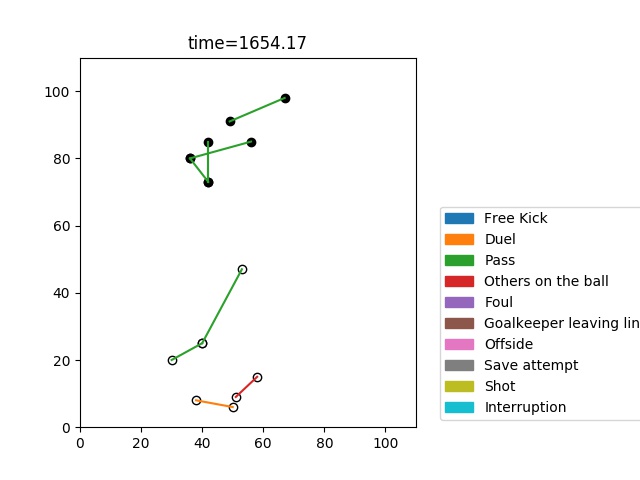 time=1654.17
100
80
60
40
20
0
0 20 40 60 80 100
Free Kick
Duel
Pass
Others on the ball
Foul
Goalkeeper leaving lin
Offside
Save attempt
Shot
Interruption